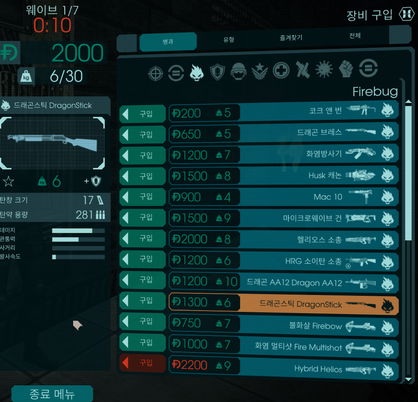 웨이브 1/7
0:10
2000
6/30
장비 구입
병과 유형 즐겨찾기 전체
Firebug
드래곤스틱 DragonStick
6
탄창 크기 17
탄약 용량 281
데미지
관통력
사거리
발사속도
구입 200 5 코크 앤 번
구입 650 5 드래곤 브레스
구입 1200 7 화염방사기
구입 1500 8 Husk 캐논
구입 900 4 Mac 10
구입 1500 9 마이크로웨이브 건
구입 2000 8 헬리오스 소총
구입 1200 6 HRG 소이탄 소총
구입 1200 10 드래곤 AA12 Dragon AA12
구입 1300 6 드래곤스틱 DragonStick
구입 750 7 불화살 Firebow
구입 1000 7 화염 멀티샷 Fire Multishot
구입 2200 9 Hybrid Helios
종료 메뉴